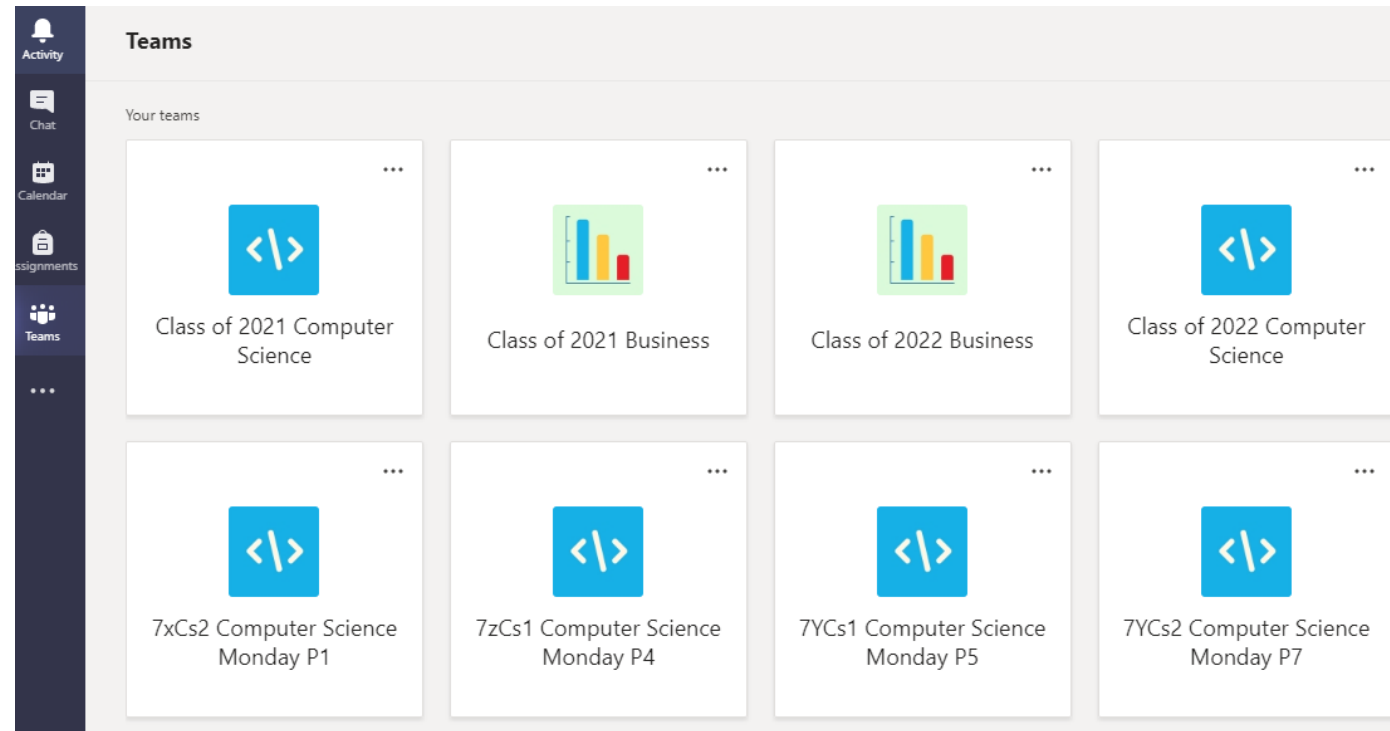 Activity
Chat
Calendar
ssignments
Teams
Teams
Your teams
Class of 2021 Computer
Science
Class of 2021 Business
Class of 2022 Business
Class of 2022 Computer
Science
7xCs2 Computer Science
Monday P1
7zCs1 Computer Science
Monday P4
7YCs1 Computer Science
Monday P5
7YCs2 Computer Science
Monday P7